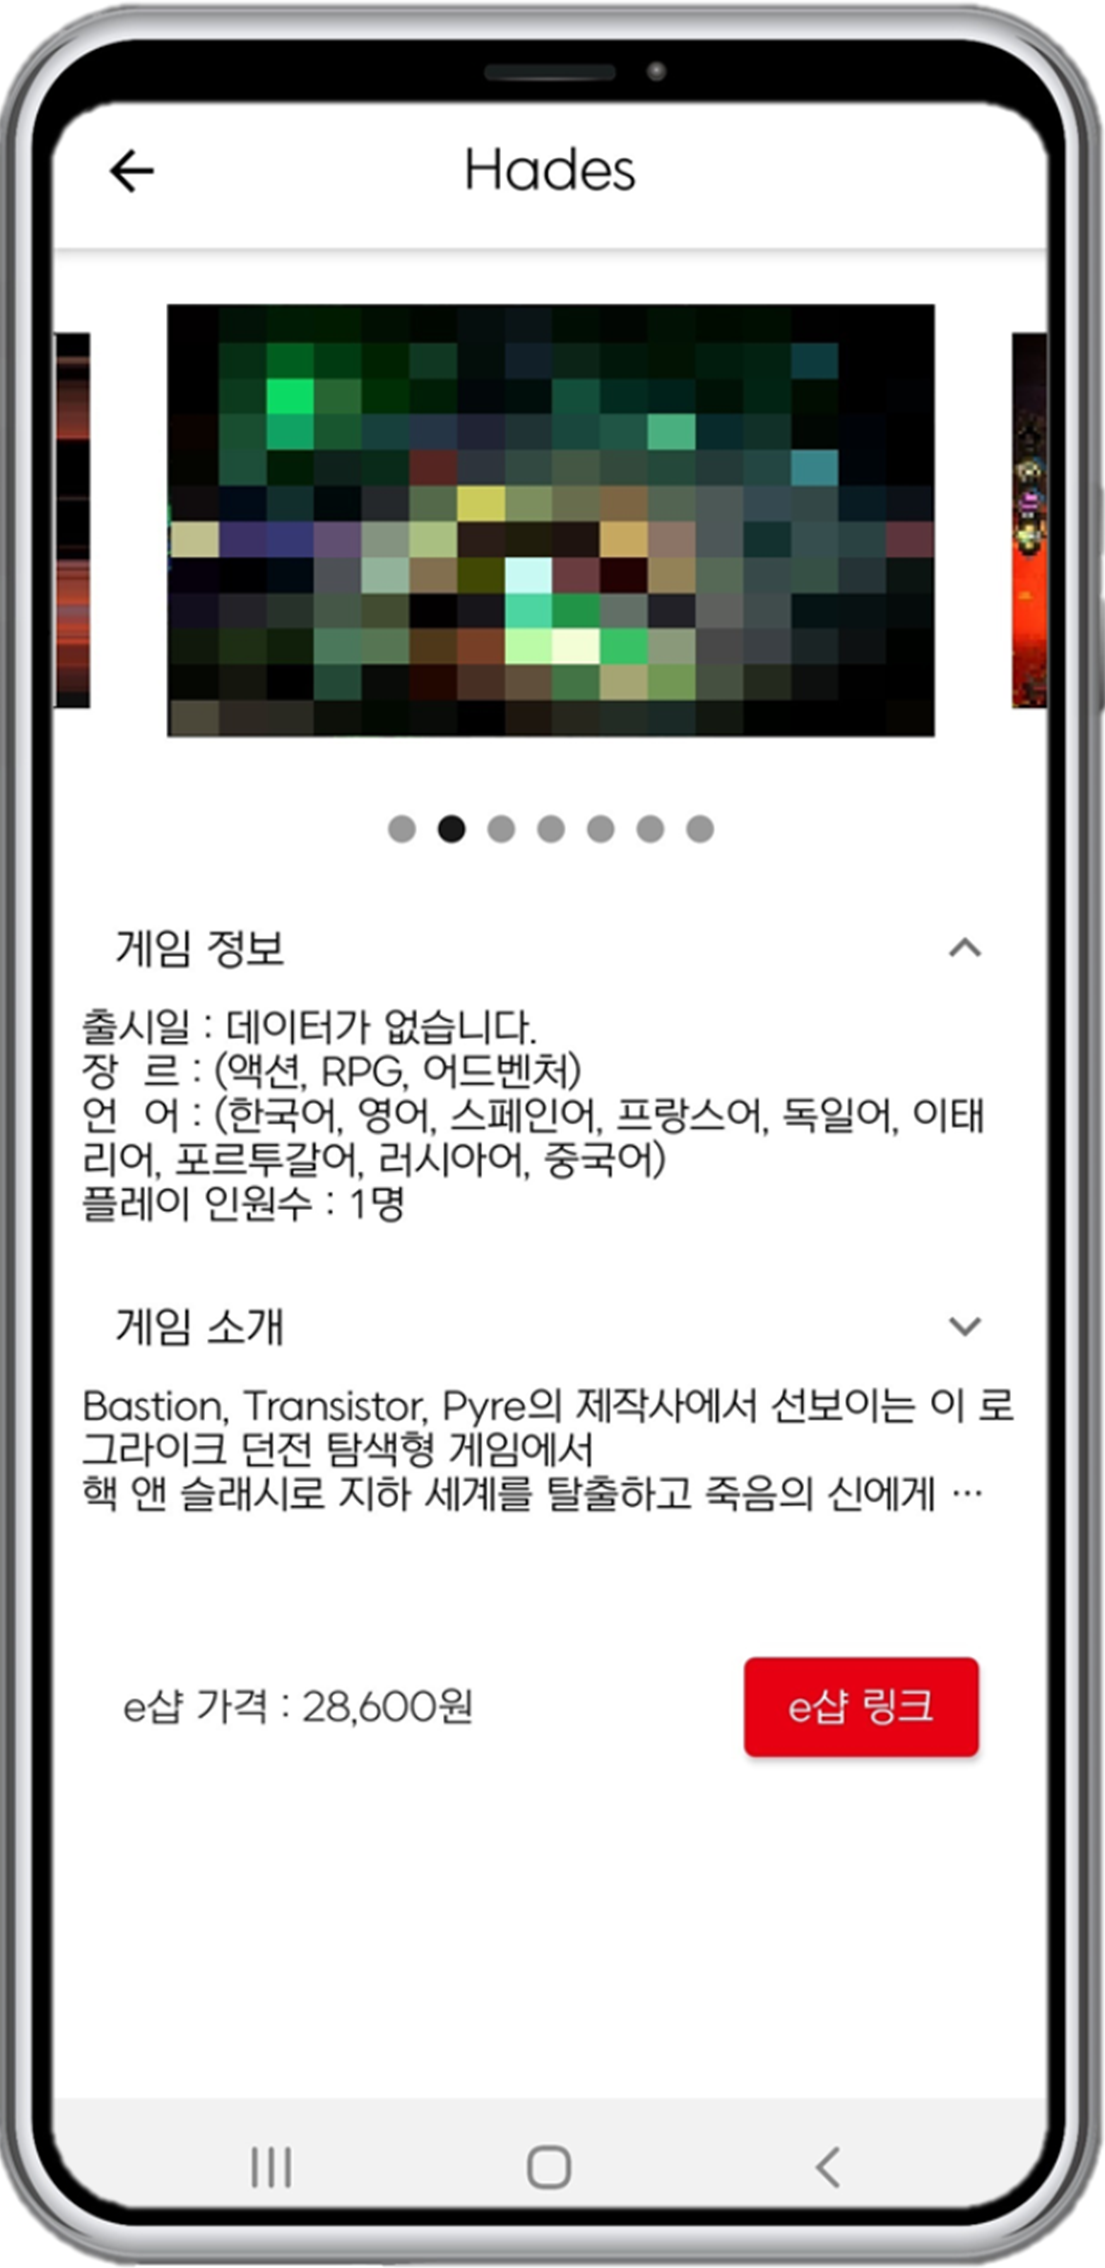 Hades
게임 정보
출시일 : 데이터가 없습니다.
장 르 : (액션, RPG, 어드벤처)
언 어 : (한국어, 영어, 스페인어, 프랑스어, 독일어, 이태
리어, 포르투갈어, 러시아어, 중국어)
플레이 인원수 : 1명
게임 소개
Bastion, Transistor, Pyre의 제작사에서 선보이는 이 로
그라이크 던전 탐색형 게임에서
핵 앤 슬래시로 지하 세계를 탈출하고 죽음의 신에게 ···
e샵 가격 : 28,600원
e샵 링크